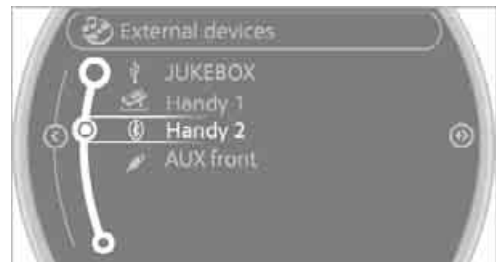 External devices
JUKEBOX
Handy 1
Handy 2
AUX front